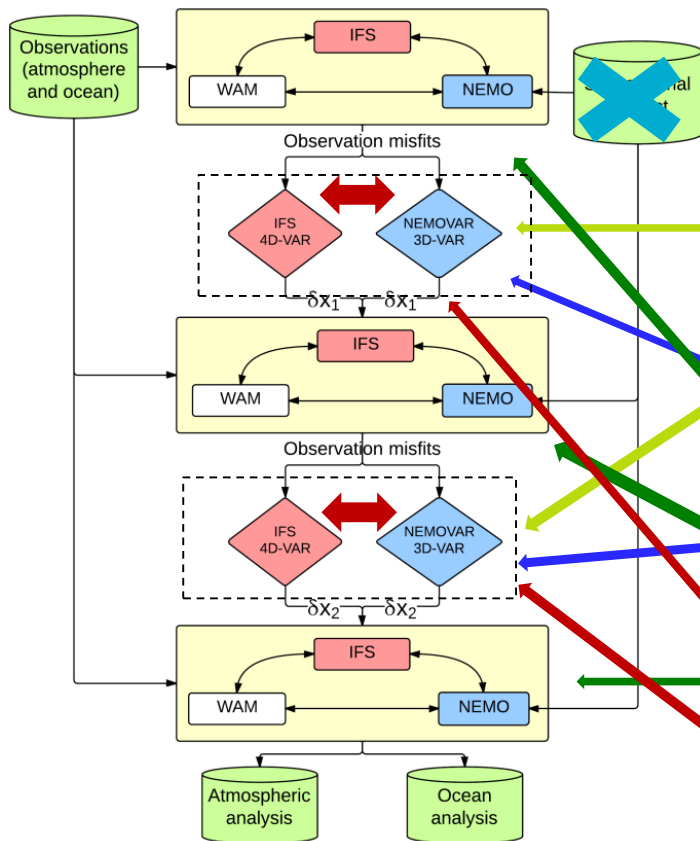 Observations
(atmosphere
and ocean)
IFS
WAM
NEMO
Observation misfits
IFS
4D-VAR
NEMOVAR
3D-VAR
δx₁
δx₁
IFS
WAM
NEMO
Observation misfits
IFS
4D-VAR
NEMOVAR
3D-VAR
δx₂
δx₂
IFS
WAM
NEMO
Atmospheric
analysis
Ocean
analysis